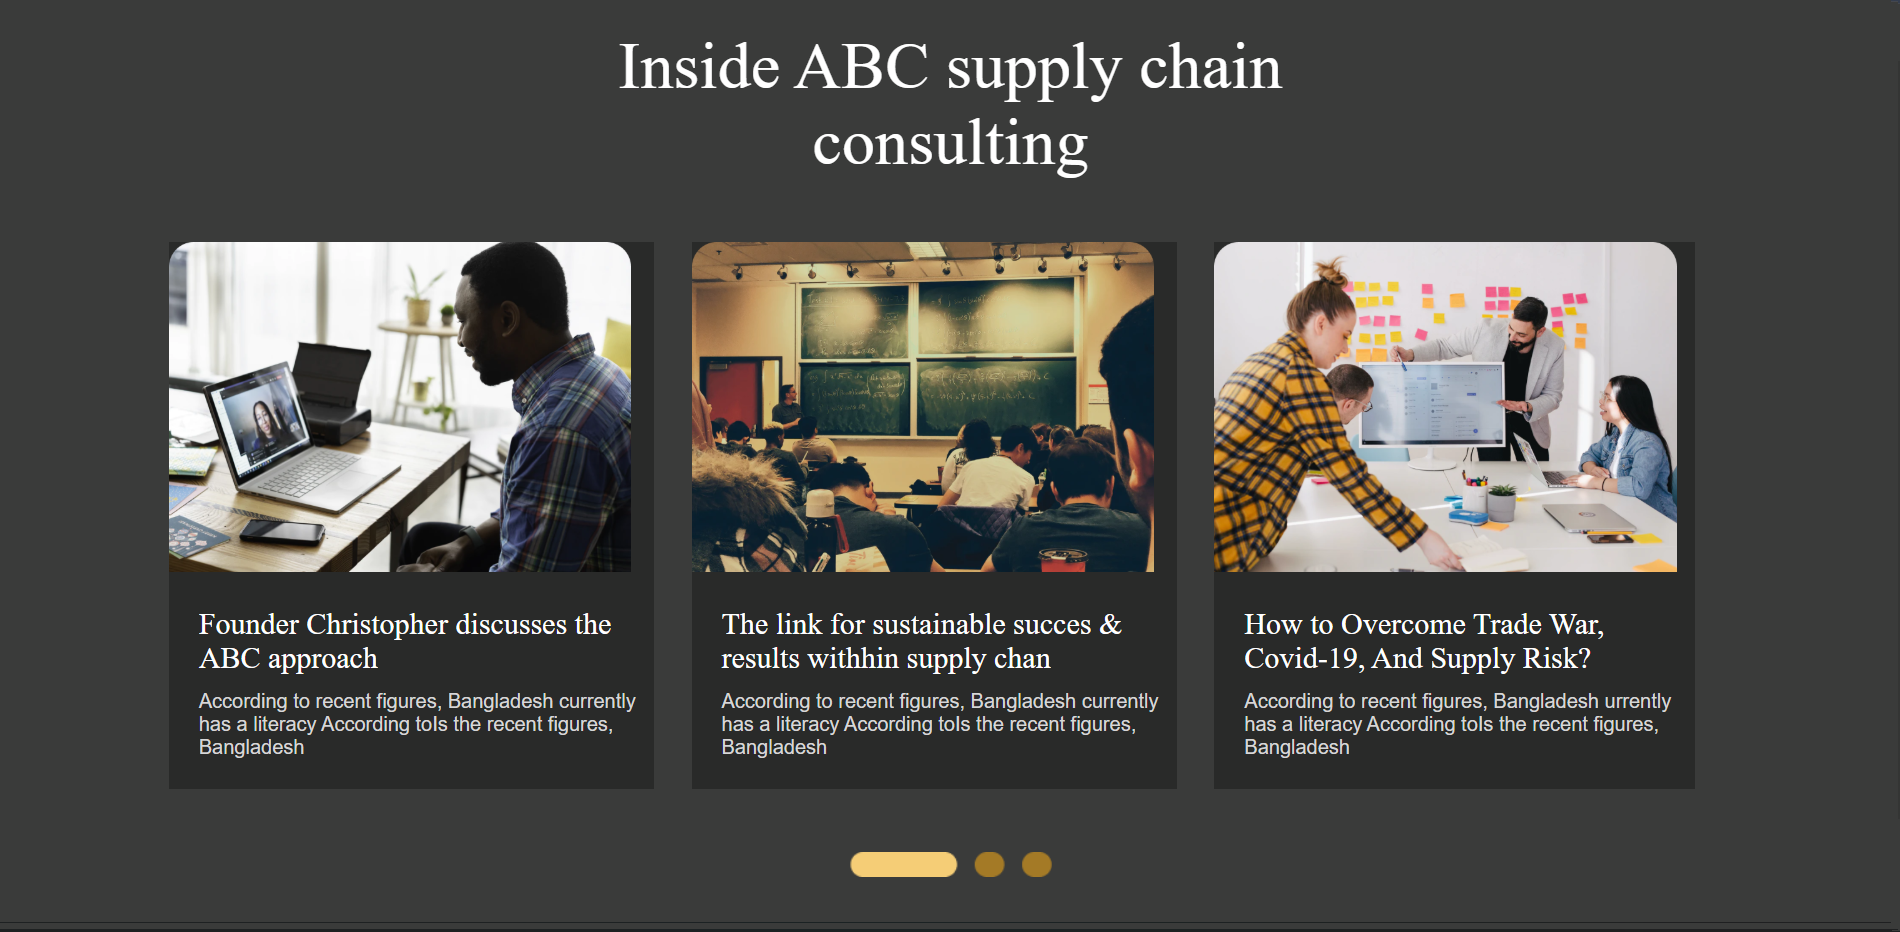 Inside ABC supply chain
consulting
Founder Christopher discusses the
ABC approach
According to recent figures, Bangladesh currently
has a literacy According toIs the recent figures,
Bangladesh
The link for sustainable succes &
results withhin supply chan
According to recent figures, Bangladesh currently
has a literacy According toIs the recent figures,
Bangladesh
How to Overcome Trade War,
Covid-19, And Supply Risk?
According to recent figures, Bangladesh urrently
has a literacy According toIs the recent figures,
Bangladesh